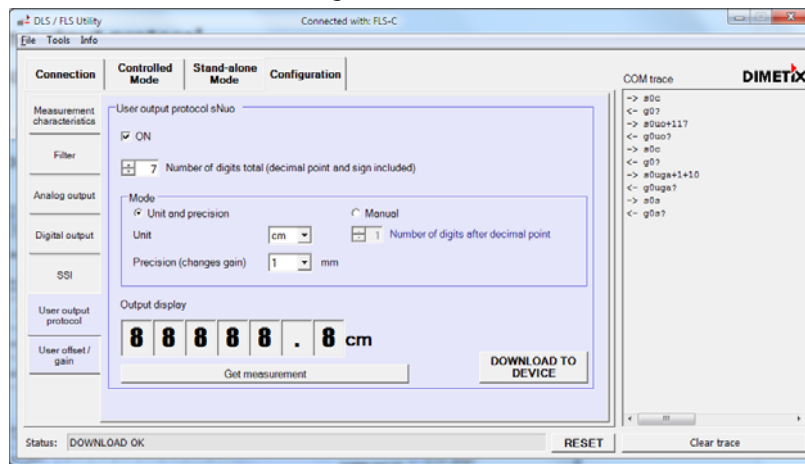 DLS / FLS Utility
Connected with: FLS-C
File Tools Info
Connection
Controlled Mode
Stand-alone Mode
Configuration
Measurement characteristics
Filter
Analog output
Digital output
SSI
User output protocol
User offset / gain
User output protocol sNuo
ON
7 Number of digits total (decimal point and sign included)
Mode
Unit and precision
Manual
Unit
cm
1 Number of digits after decimal point
Precision (changes gain)
1 mm
Output display
88888.8 cm
Get measurement
DOWNLOAD TO DEVICE
COM trace
DIMETIX
-> s0c
<- g0?
-> s0uo+117
<- g0uo?
-> s0c
<- g0?
-> s0uga+1+10
<- g0uga?
-> s0s
<- g0s?
Status: DOWNLOAD OK
RESET
Clear trace